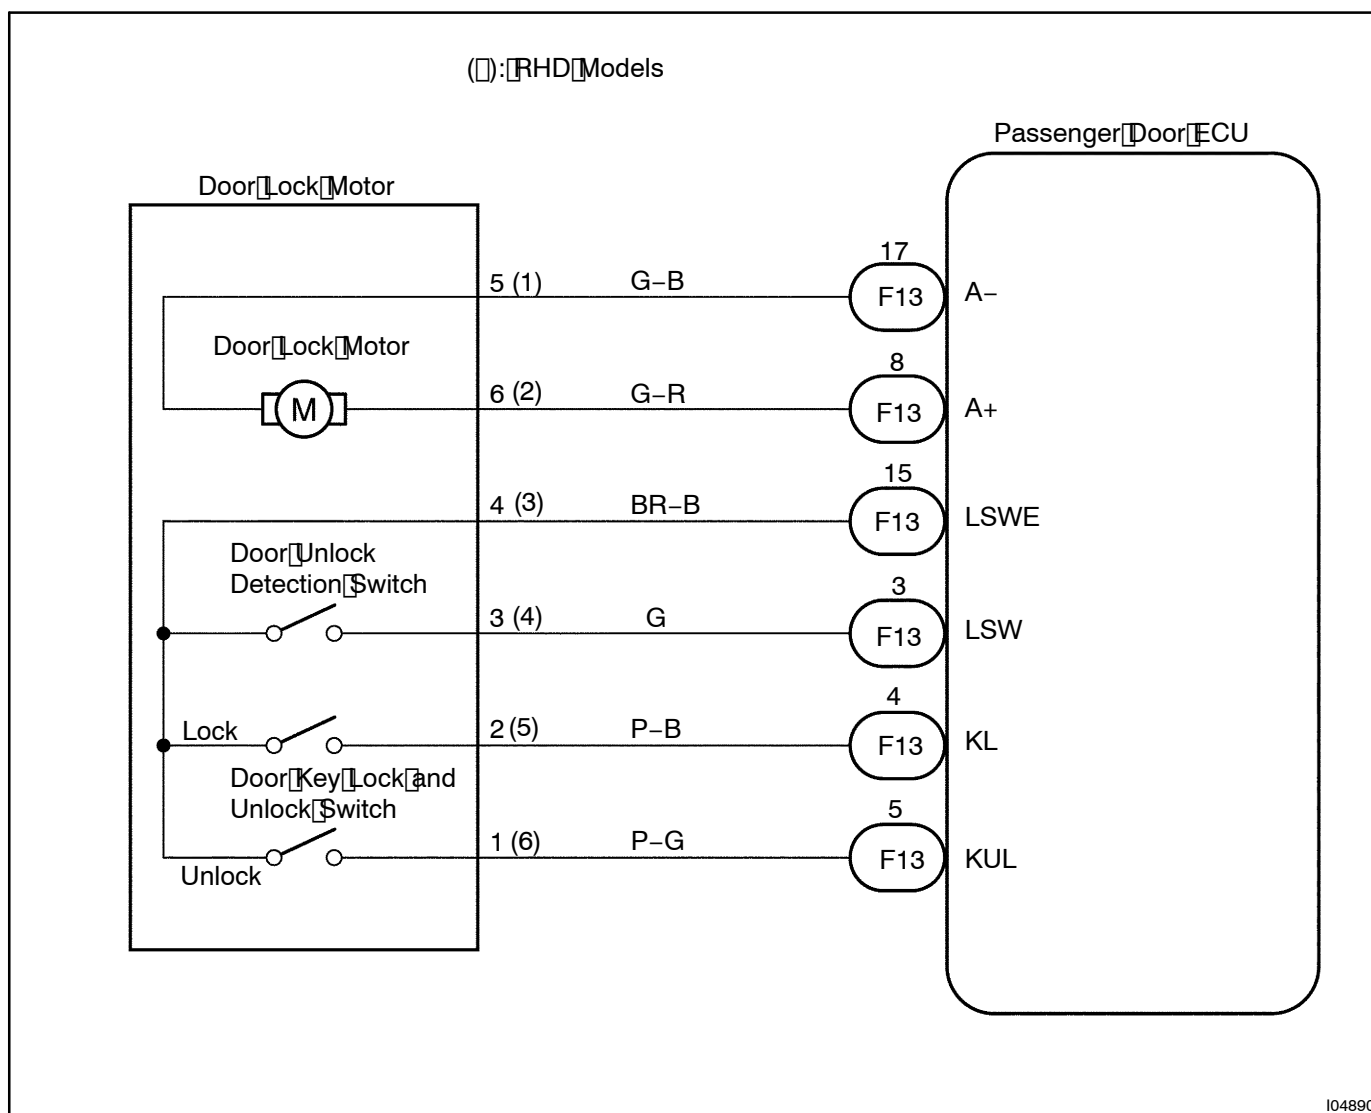 (▯):▯RHD▯Models
Passenger▯Door▯ECU
Door▯Lock▯Motor
17
5 (1) G–B F13 A–
Door▯Lock▯Motor
8
M 6 (2) G–R F13 A+
15
4 (3) BR–B F13 LSWE
Door▯Unlock
Detection▯Switch
3
3 (4) G F13 LSW
4
Lock 2 (5) P–B F13 KL
Door▯Key▯Lock▯and
Unlock▯Switch
5
1 (6) P–G F13 KUL
Unlock
I04890